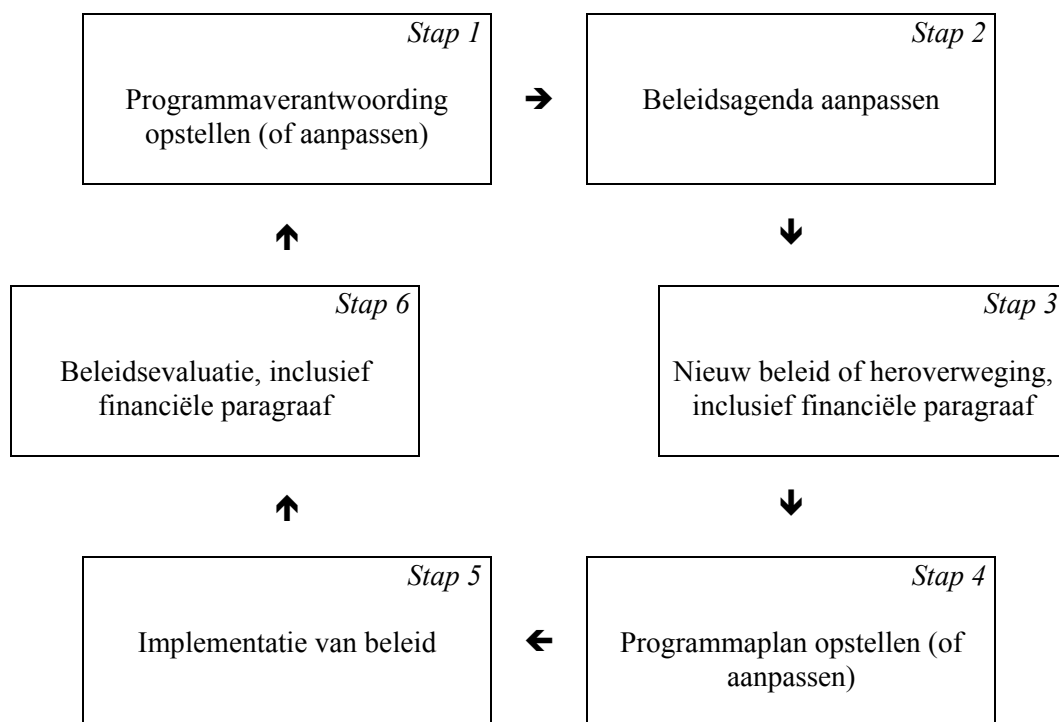 Stap 1
Programmaverantwoording
opstellen (of aanpassen)
Stap 2
Beleidsagenda aanpassen
Stap 6
Beleidsevaluatie, inclusief
financiële paragraaf
Stap 3
Nieuw beleid of heroverweging,
inclusief financiële paragraaf
Stap 5
Implementatie van beleid
Stap 4
Programmaplan opstellen (of
aanpassen)